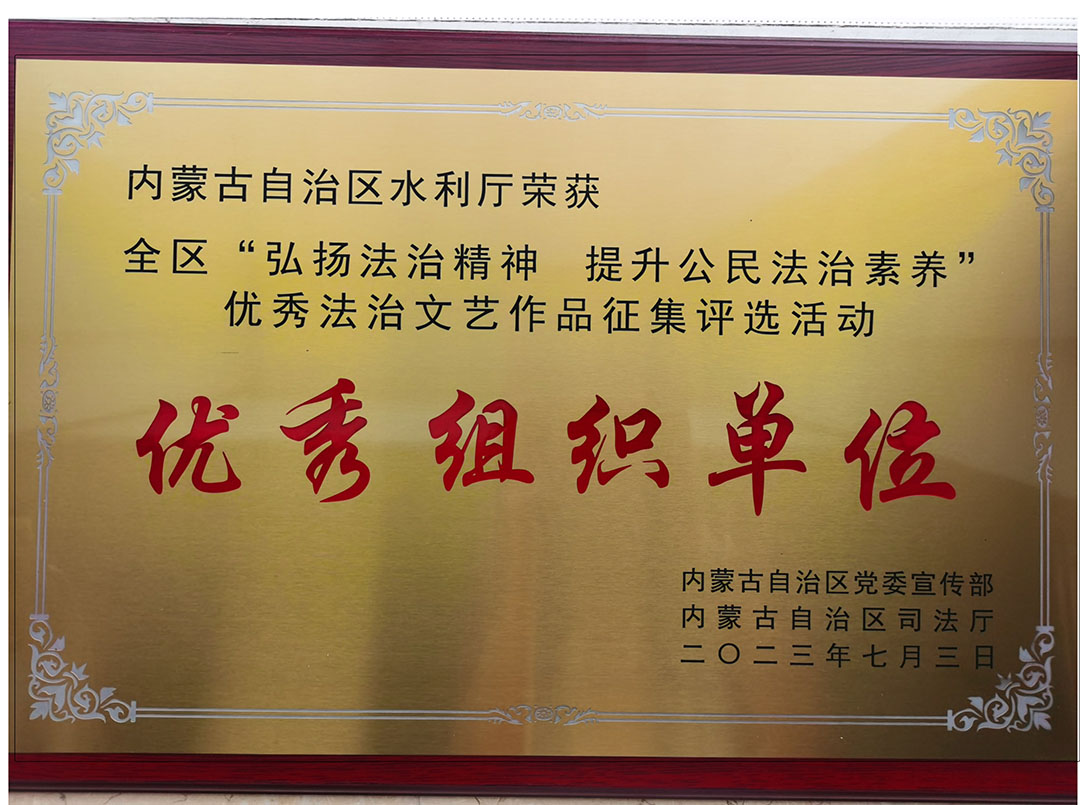 内蒙古自治区水利厅荣获
全区“弘扬法治精神 提升公民法治素养”
优秀法治文艺作品征集评选活动
优秀组织单位
内蒙古自治区党委宣传部
内蒙古自治区司法厅
二〇二三年七月三日